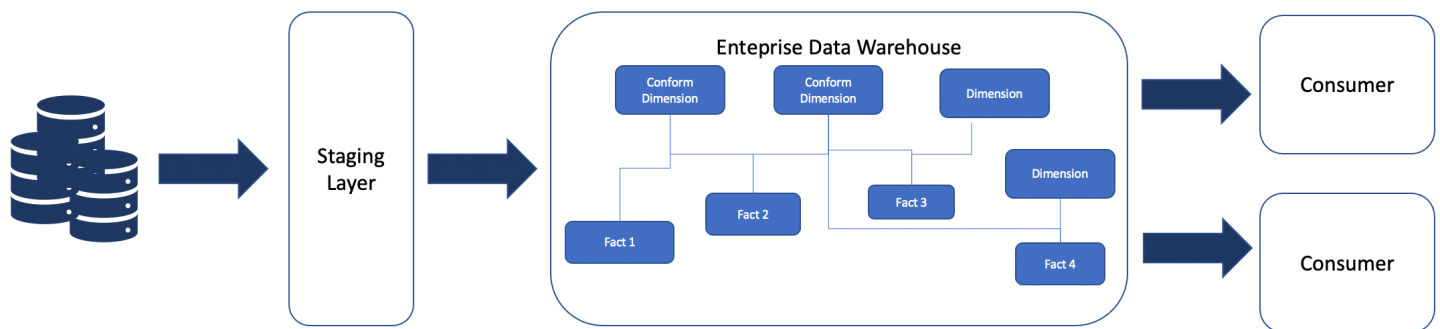 Enteprise Data Warehouse
Conform
Dimension
Conform
Dimension
Dimension
Consumer
Staging
Layer
Dimension
Fact 2
Fact 3
Fact 1
Fact 4
Consumer